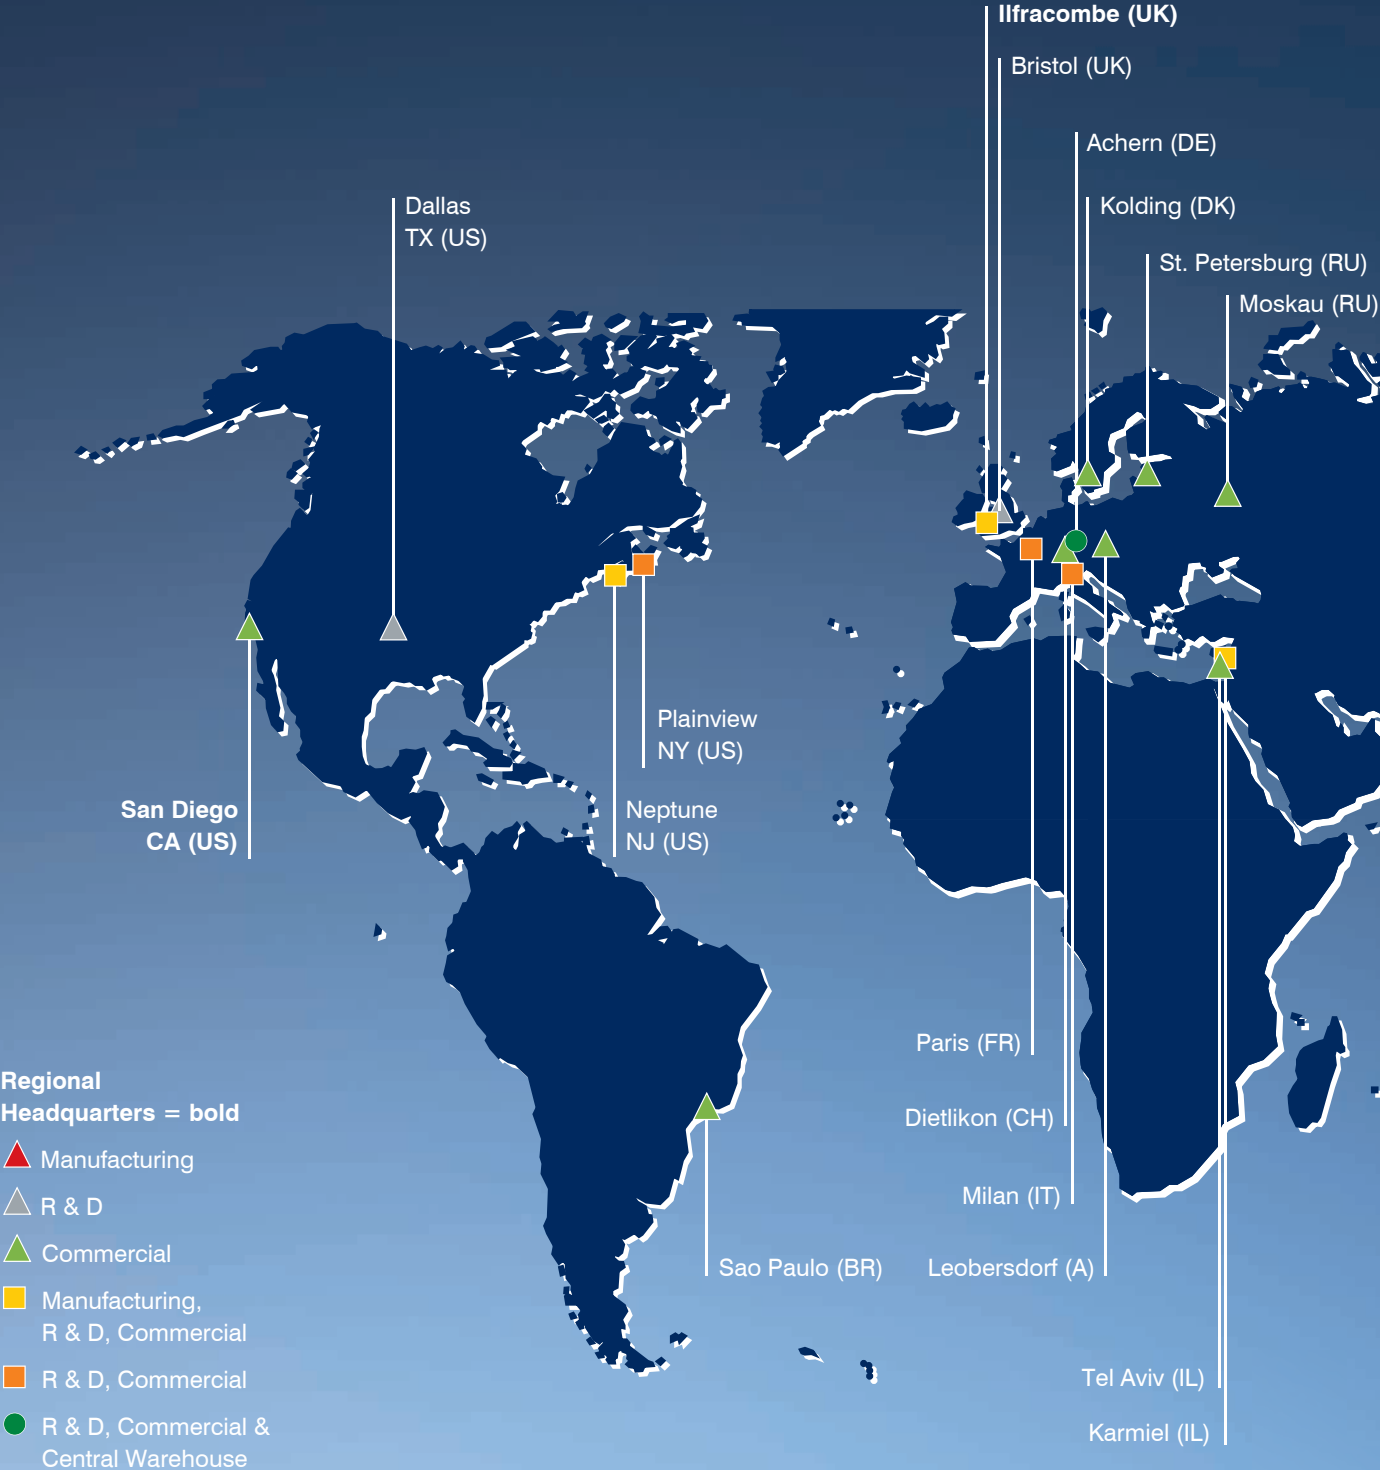 Ilfracombe (UK)
Bristol (UK)
Achern (DE)
Dallas
TX (US)
Kolding (DK)
St. Petersburg (RU)
Moskau (RU)
Plainview
NY (US)
San Diego
CA (US)
Neptune
NJ (US)
Paris (FR)
Dietlikon (CH)
Milan (IT)
Sao Paulo (BR)
Leobersdorf (A)
Tel Aviv (IL)
Karmiel (IL)
Regional
Headquarters = bold
Manufacturing
R & D
Commercial
Manufacturing,
R & D, Commercial
R & D, Commercial
R & D, Commercial &
Central Warehouse